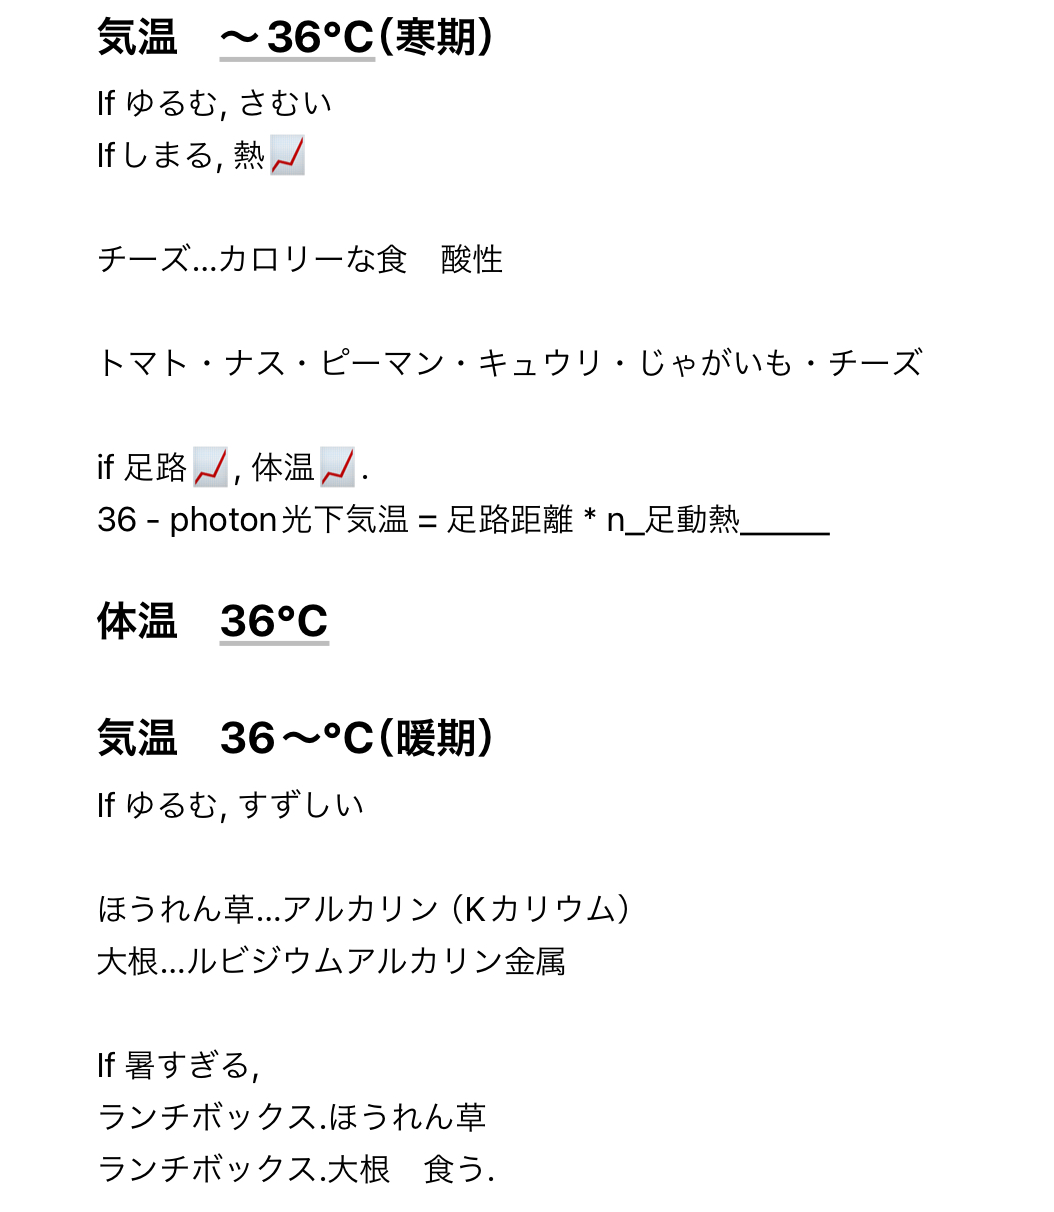 気温　〜36℃（寒期）
If ゆるむ, さむい
Ifしまる, 熱📈
チーズ…カロリーな食　酸性
トマト・ナス・ピーマン・キュウリ・じゃがいも・チーズ
if 足路📈, 体温📈.
36 - photon光下気温 = 足路距離 * n_足動熱______
体温　36℃
気温　36〜℃（暖期）
If ゆるむ, すずしい
ほうれん草…アルカリン（Kカリウム）
大根…ルビジウムアルカリン金属
If 暑すぎる,
ランチボックス.ほうれん草
ランチボックス.大根　食う.